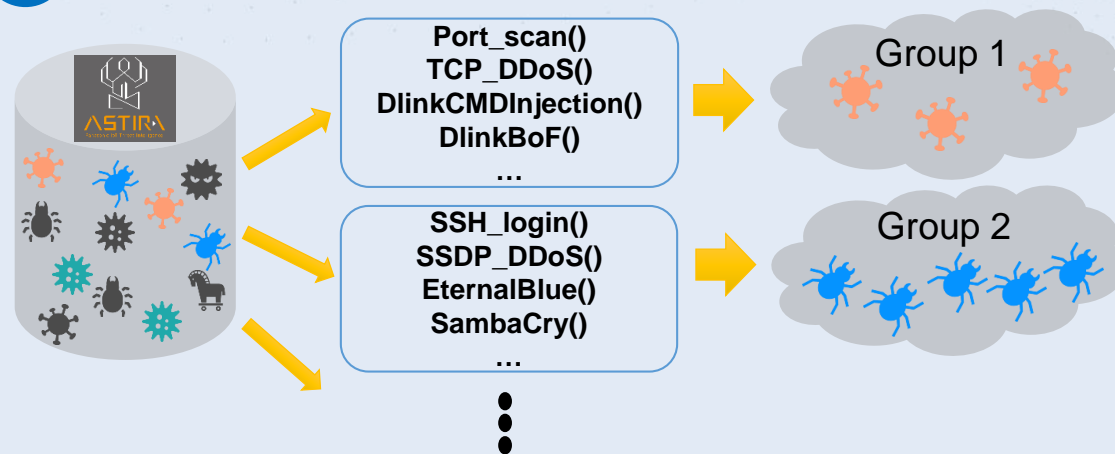 ASTIRA
Port_scan()
TCP_DDoS()
DlinkCMDInjection()
DlinkBoF()
…
Group 1
SSH_login()
SSDP_DDoS()
EternalBlue()
SambaCry()
…
Group 2